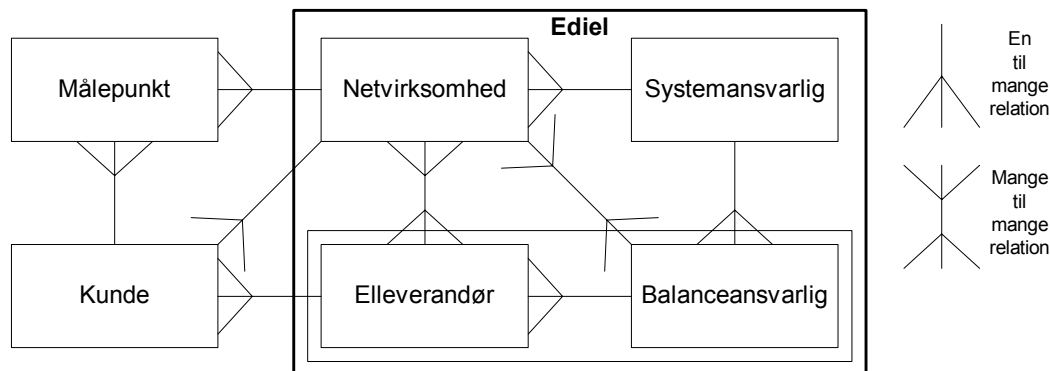 Ediel
Målepunkt
Netvirksomhed
Systemansvarlig
Kunde
Elleverandør
Balanceansvarlig
En
til
mange
relation
Mange
til
mange
relation